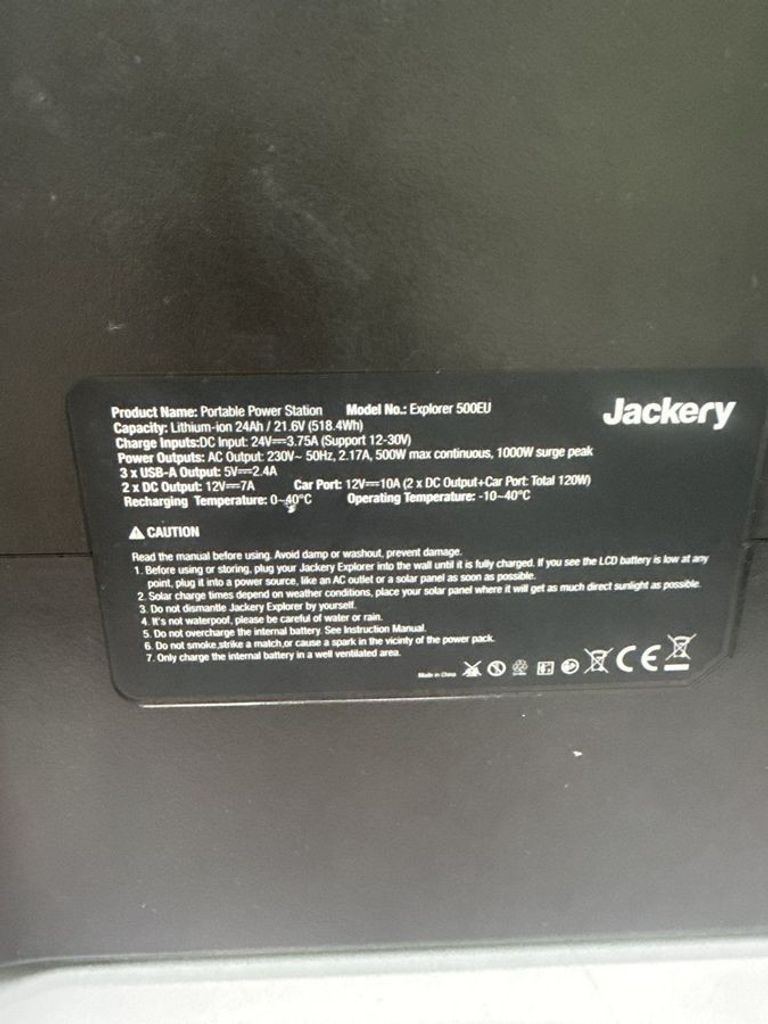 Jackery
Product Name: Portable Power Station Model No.: Explorer 500EU
Capacity: Lithium-ion 24Ah / 21.6V (518.4Wh)
Charge Inputs:DC Input: 24V⎓3.75A (Support 12-30V)
Power Outputs: AC Output: 230V~ 50Hz, 2.17A, 500W max continuous, 1000W surge peak
3 x USB-A Output: 5V⎓2.4A
2 x DC Output: 12V⎓7A Car Port: 12V⎓10A (2 x DC Output+Car Port: Total 120W)
Recharging Temperature: 0~40°C Operating Temperature: -10~40°C
⚠ CAUTION
Read the manual before using. Avoid damp or washout, prevent damage.
1. Before using or storing, plug your Jackery Explorer into the wall until it is fully charged. If you see the LCD battery is low at any
point, plug it into a power source, like an AC outlet or a solar panel as soon as possible.
2. Solar charge times depend on weather conditions, place your solar panel where it will get as much direct sunlight as possible.
3. Do not dismantle Jackery Explorer by yourself.
4. It's not waterpoof, please be careful of water or rain.
5. Do not overcharge the internal battery. See Instruction Manual.
6. Do not smoke,strike a match,or cause a spark in the vicinity of the power pack.
7. Only charge the internal battery in a well ventilated area.
Made in China CE